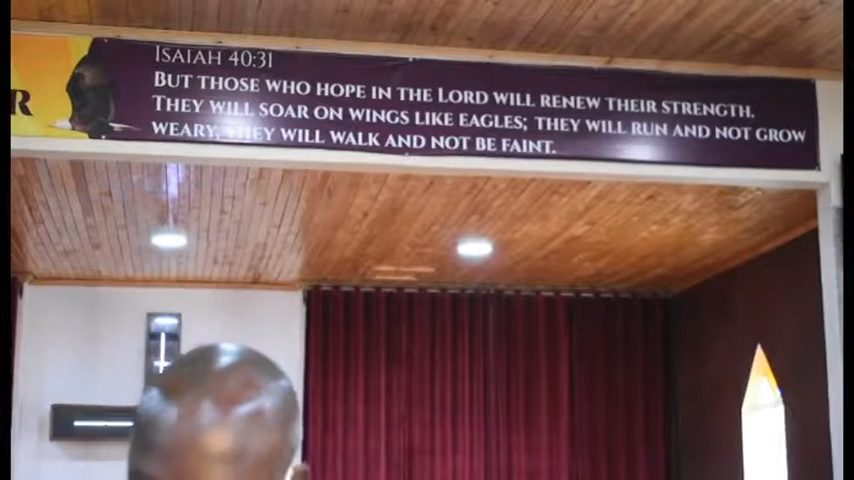 ISAIAH 40:31
BUT THOSE WHO HOPE IN THE LORD WILL RENEW THEIR STRENGTH.
THEY WILL SOAR ON WINGS LIKE EAGLES; THEY WILL RUN AND NOT GROW
WEARY, THEY WILL WALK AND NOT BE FAINT.
R